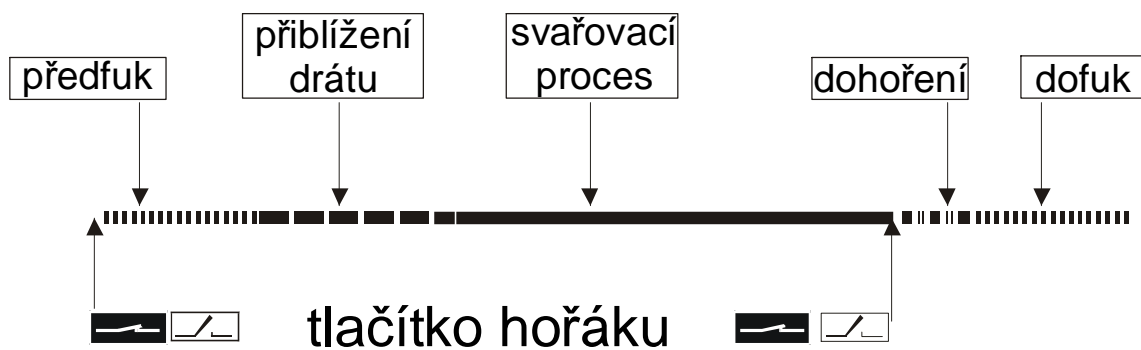 předfuk
přiblížení
drátu
svařovací
proces
dohoření
dofuk
tlačítko hořáku